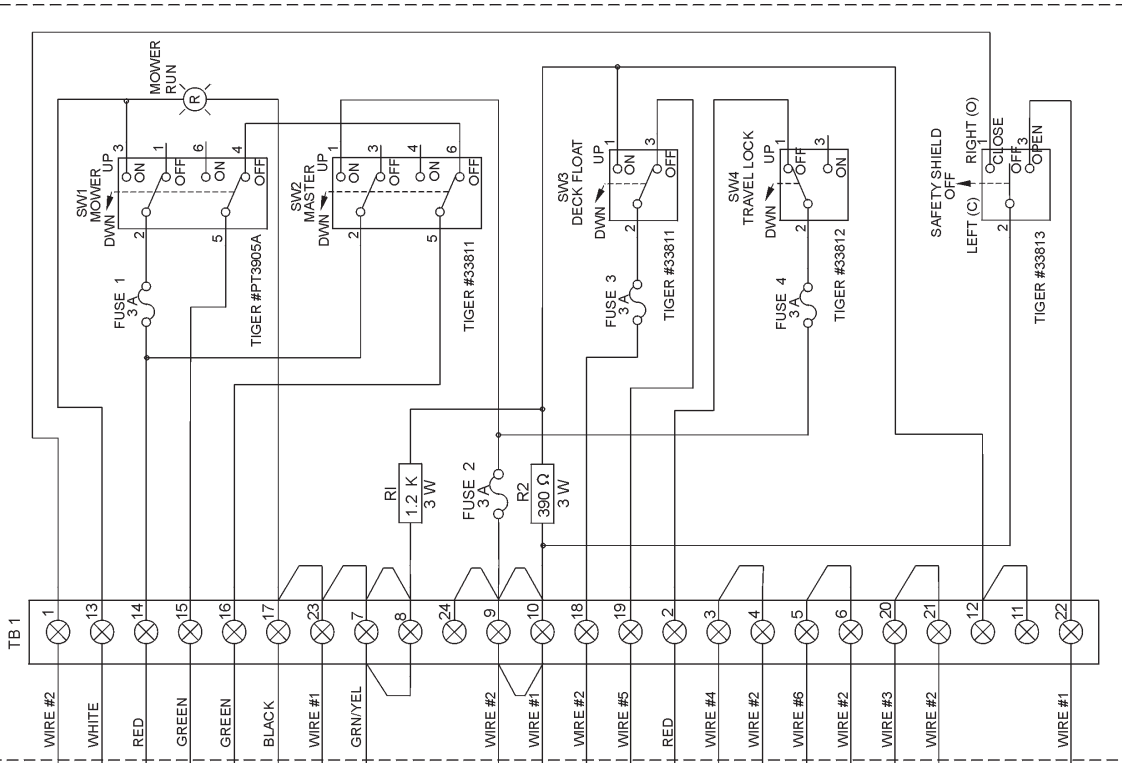 MOWER
RUN
R
SW1
MOWER
UP
DWN
3
1
6
4
ON
OFF
ON
OFF
2
5
TIGER #PT3905A
FUSE 1
3 A
SW2
MASTER
UP
DWN
1
3
4
6
ON
OFF
ON
OFF
2
5
TIGER #33811
SW3
DECK FLOAT
UP
DWN
1
3
ON
OFF
2
TIGER #33811
FUSE 3
3 A
SW4
TRAVEL LOCK
UP
DWN
1
3
OFF
ON
2
TIGER #33812
FUSE 4
3 A
SAFETY SHIELD
OFF
LEFT (C)
RIGHT (O)
1
3
CLOSE
OFF
OPEN
2
TIGER #33813
R1
1.2 K
3 W
FUSE 2
3 A
R2
390 Ω
3 W
TB1
1
13
14
15
16
17
23
7
8
24
9
10
18
19
2
3
4
5
6
20
21
12
11
22
WIRE #2
WHITE
RED
GREEN
GREEN
BLACK
WIRE #1
GRN/YEL
WIRE #2
WIRE #1
WIRE #2
WIRE #5
RED
WIRE #4
WIRE #2
WIRE #6
WIRE #2
WIRE #3
WIRE #2
WIRE #1